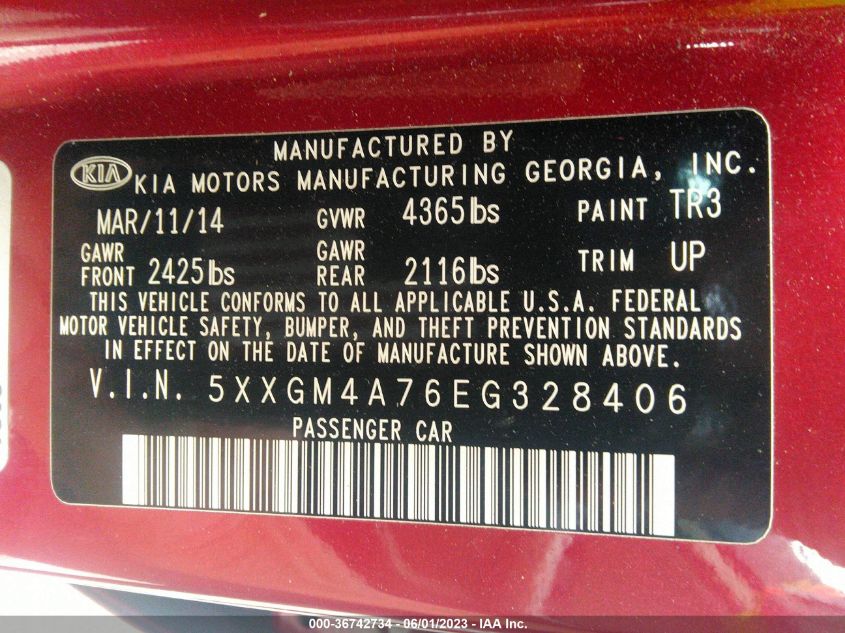 MANUFACTURED BY
KIA KIA MOTORS MANUFACTURING GEORGIA, INC.
MAR/11/14 GVWR 4365lbs PAINT TR3
GAWR FRONT 2425lbs GAWR REAR 2116lbs TRIM UP
THIS VEHICLE CONFORMS TO ALL APPLICABLE U.S.A. FEDERAL
MOTOR VEHICLE SAFETY, BUMPER, AND THEFT PREVENTION STANDARDS
IN EFFECT ON THE DATE OF MANUFACTURE SHOWN ABOVE.
V.I.N. 5XXGM4A76EG328406
PASSENGER CAR
000-36742734 - 06/01/2023 - IAA Inc.